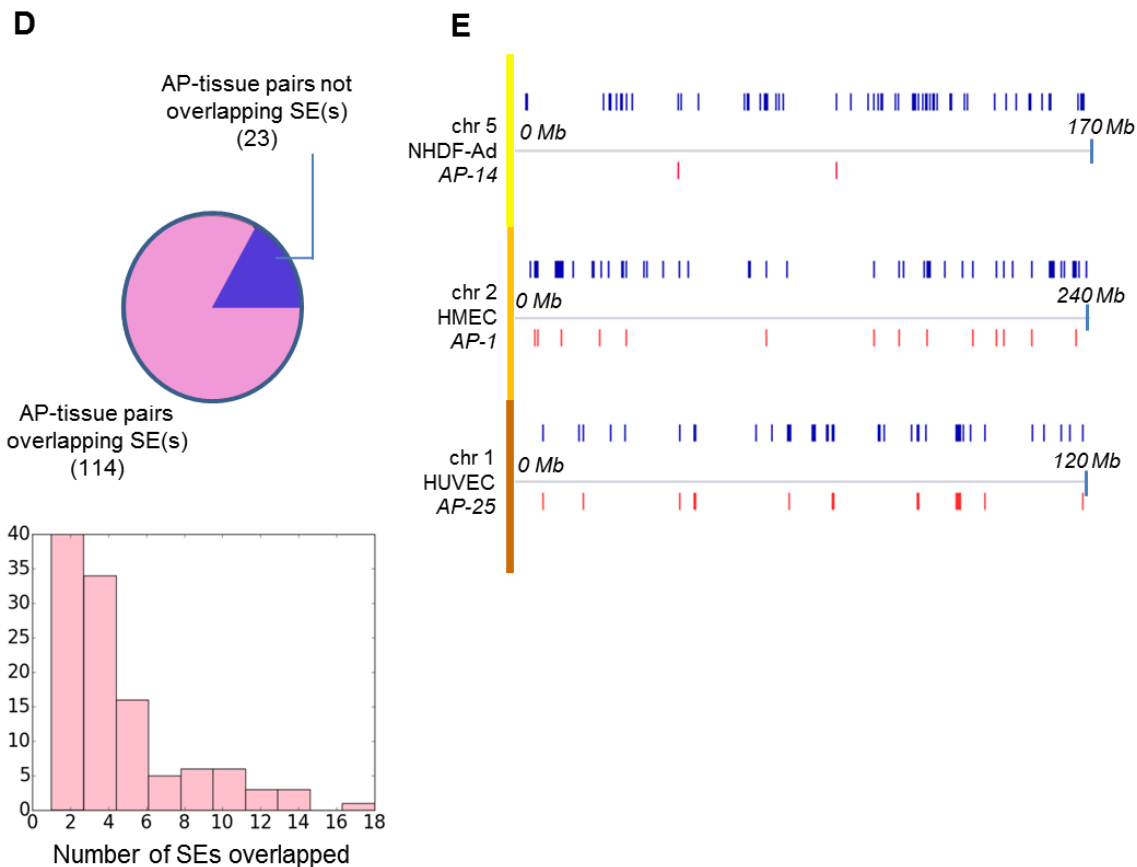 D
AP-tissue pairs not
overlapping SE(s)
(23)
AP-tissue pairs
overlapping SE(s)
(114)
40
35
30
25
20
15
10
5
0
0 2 4 6 8 10 12 14 16 18
Number of SEs overlapped
E
chr 5
0 Mb
170 Mb
NHDF-Ad
AP-14
chr 2
0 Mb
240 Mb
HMEC
AP-1
chr 1
0 Mb
120 Mb
HUVEC
AP-25